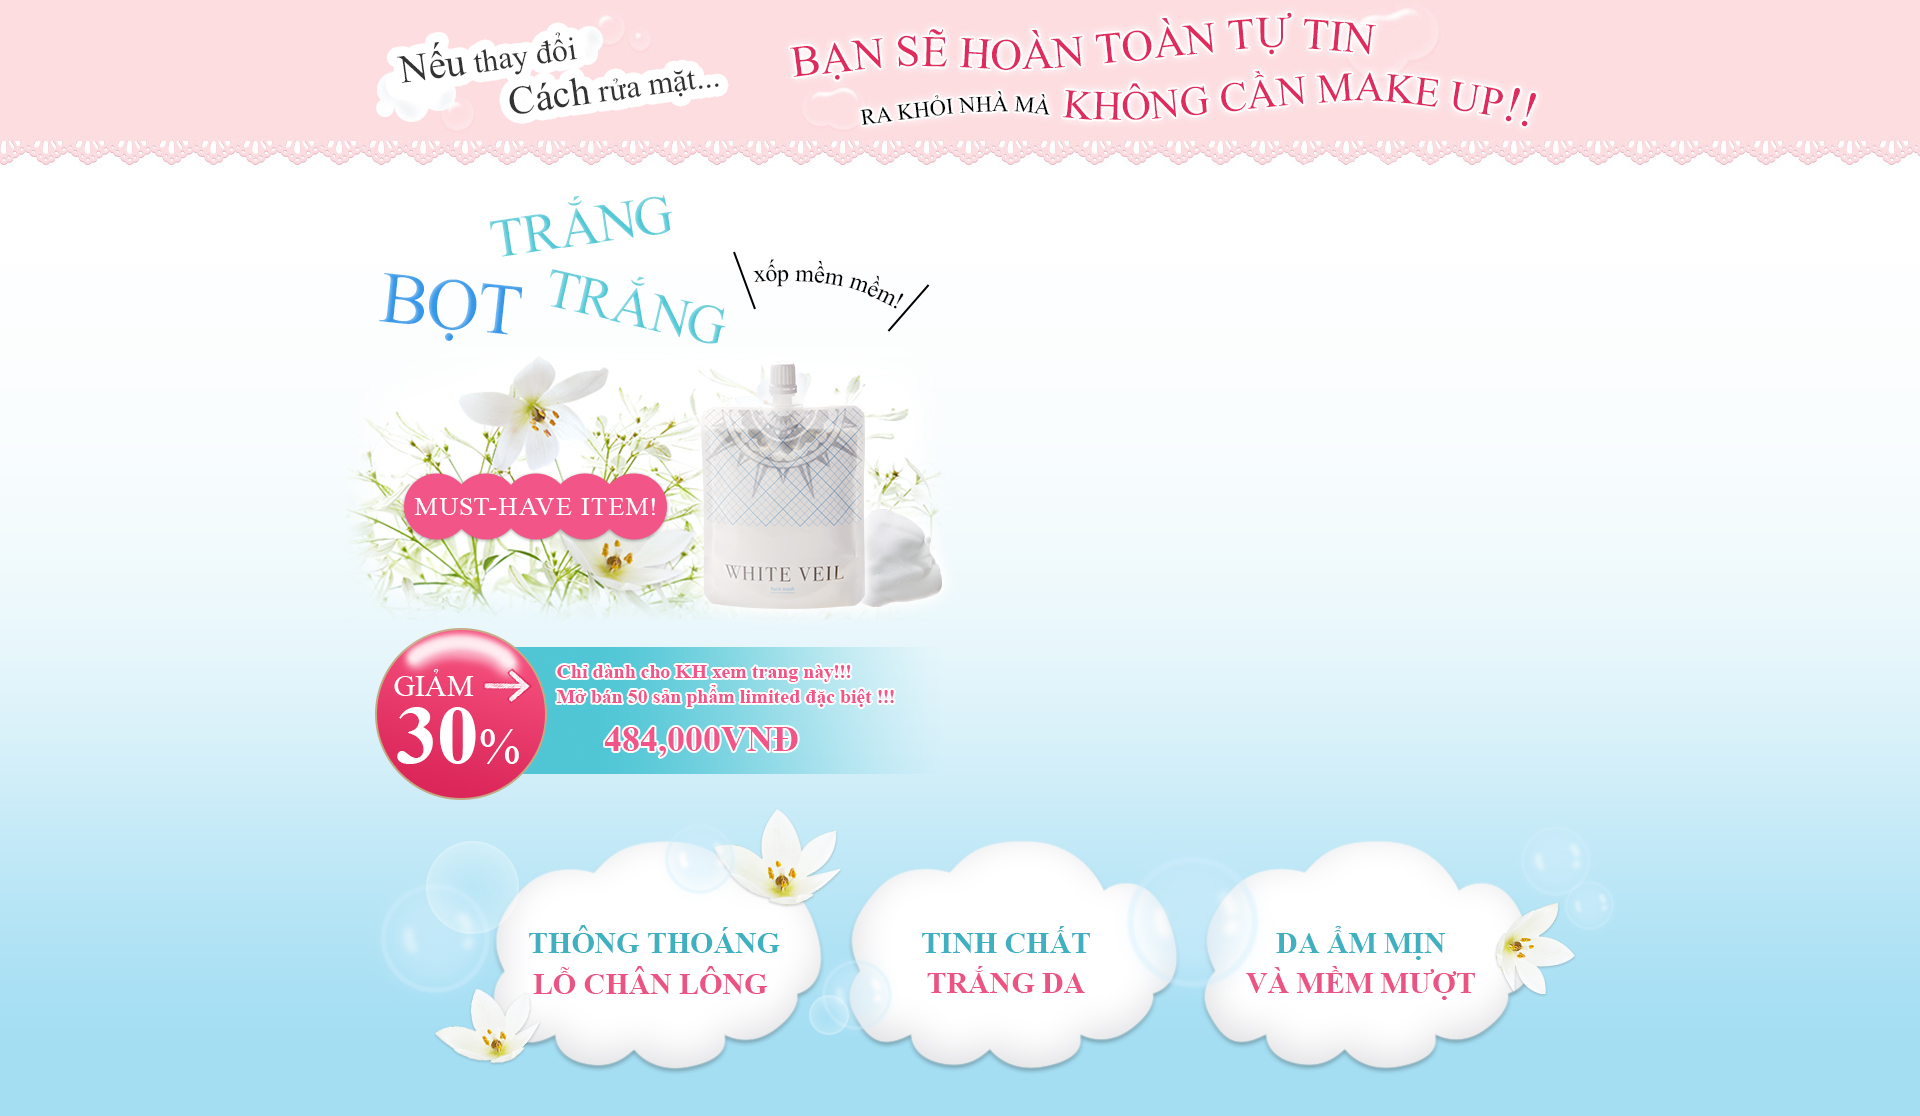 Nếu thay đổi
Cách rửa mặt...
BẠN SẼ HOÀN TOÀN TỰ TIN
RA KHỎI NHÀ MÀ KHÔNG CẦN MAKE UP!!
TRẮNG
BỌT TRẮNG
xốp mềm mềm!
MUST-HAVE ITEM!
WHITE VEIL
GIẢM
30%
Chỉ dành cho KH xem trang này!!!
Mở bán 50 sản phẩm limited đặc biệt !!!
484,000VNĐ
THÔNG THOÁNG
LỖ CHÂN LÔNG
TINH CHẤT
TRẮNG DA
DA ẨM MỊN
VÀ MỀM MƯỢT